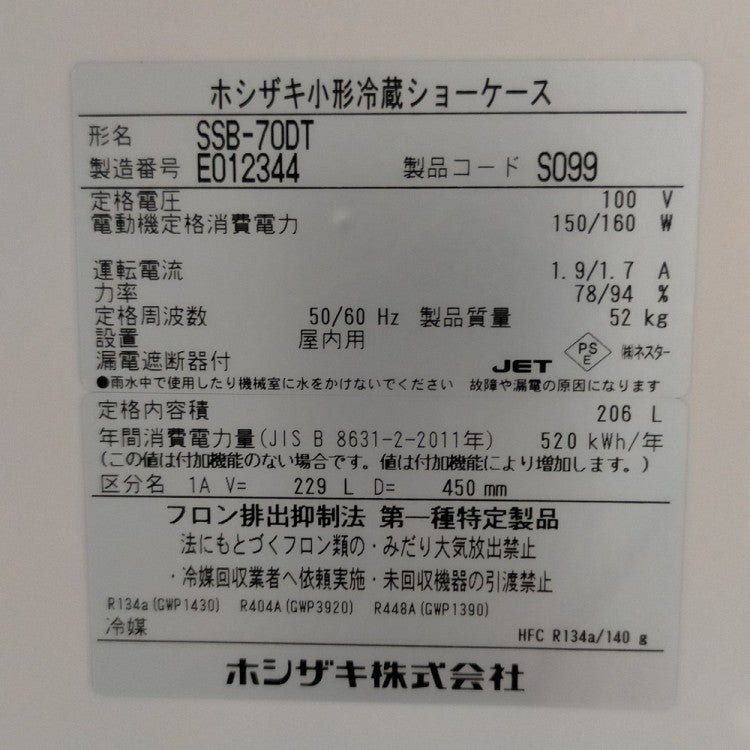 ホシザキ小形冷蔵ショーケース
形名 SSB-70DT
製造番号 E012344 製品コード S099
定格電圧 100 V
電動機定格消費電力 150/160 W
運転電流 1.9/1.7 A
力率 78/94 %
定格周波数 50/60 Hz 製品質量 52 kg
設置 屋内用
漏電遮断器付 JET PS E ㈱ネスター
●雨水中で使用したり機械室に水をかけないでください 故障や漏電の原因になります
定格内容積 206 L
年間消費電力量(JIS B 8631-2-2011年) 520 kWh/年
(この値は付加機能のない場合です。値は付加機能により増加します。)
区分名 1A V= 229 L D= 450 mm
フロン排出抑制法 第一種特定製品
法にもとづくフロン類の・みだり大気放出禁止
・冷媒回収業者へ依頼実施・未回収機器の引渡禁止
R134a(GWP1430) R404A(GWP3920) R448A(GWP1390)
冷媒 HFC R134a/140 g
ホシザキ株式会社